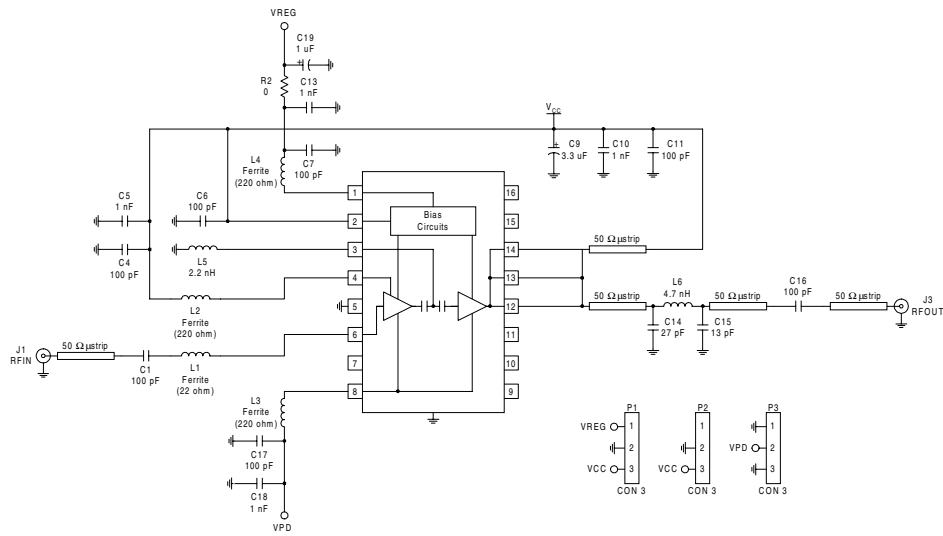 VREG
C19
1 uF
+
R2
0
C13
1 nF
VCC
L4
Ferrite
(220 ohm)
C7
100 pF
+
C9
3.3 uF
C10
1 nF
C11
100 pF
C5
1 nF
C6
100 pF
1
16
Bias
Circuits
2
15
3
14
50 Ω µstrip
C4
100 pF
L5
2.2 nH
4
13
L2
Ferrite
(220 ohm)
5
12
50 Ω µstrip
L6
4.7 nH
50 Ω µstrip
C16
100 pF
50 Ω µstrip
J3
RFOUT
C14
27 pF
C15
13 pF
6
11
J1
RFIN
50 Ω µstrip
C1
100 pF
L1
Ferrite
(22 ohm)
7
10
8
9
L3
Ferrite
(220 ohm)
C17
100 pF
C18
1 nF
VPD
P1
VREG
1
2
VCC
3
CON 3
P2
1
2
VCC
3
CON 3
P3
1
VPD
2
3
CON 3